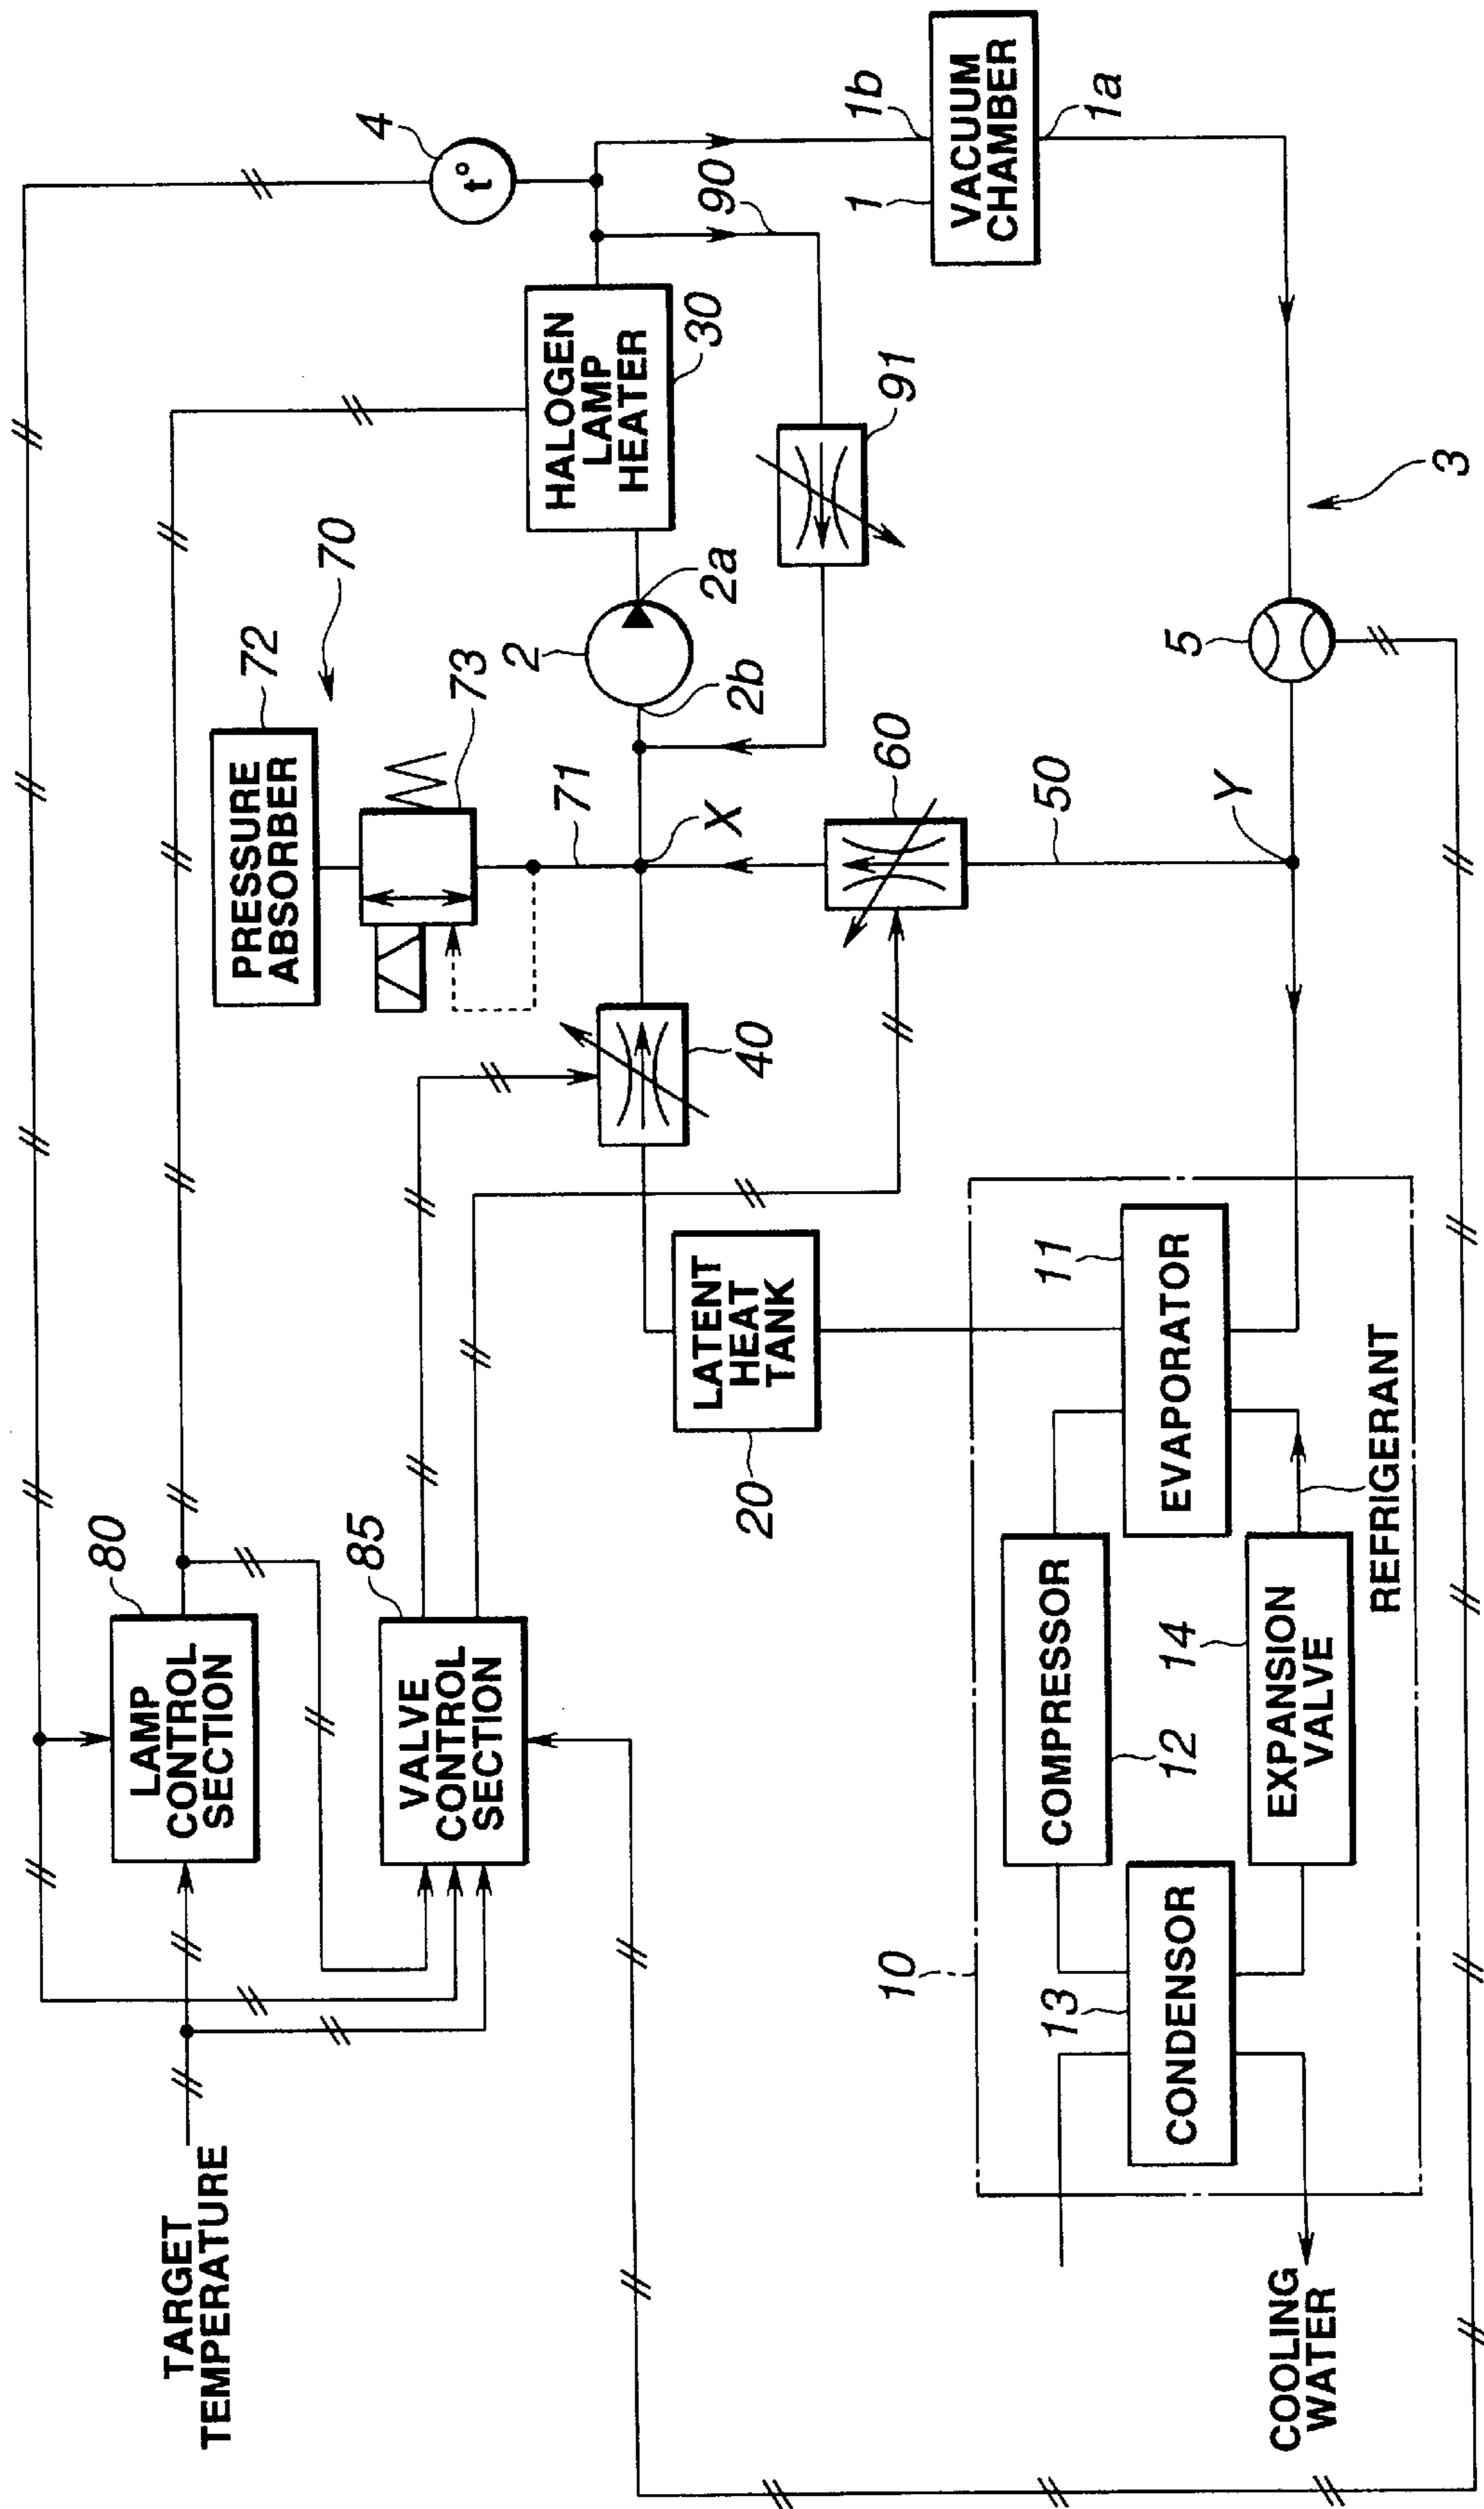 4
t°
1b
VACUUM
CHAMBER
1a
1
90
HALOGEN
LAMP
HEATER
30
91
3
70
72
PRESSURE
ABSORBER
73
2
2a
2b
5
71
X
60
50
Y
40
LATENT
HEAT
TANK
20
11
EVAPORATOR
REFRIGERANT
80
LAMP
CONTROL
SECTION
85
VALVE
CONTROL
SECTION
COMPRESSOR
12
14
EXPANSION
VALVE
10
13
CONDENSOR
TARGET
TEMPERATURE
COOLING
WATER